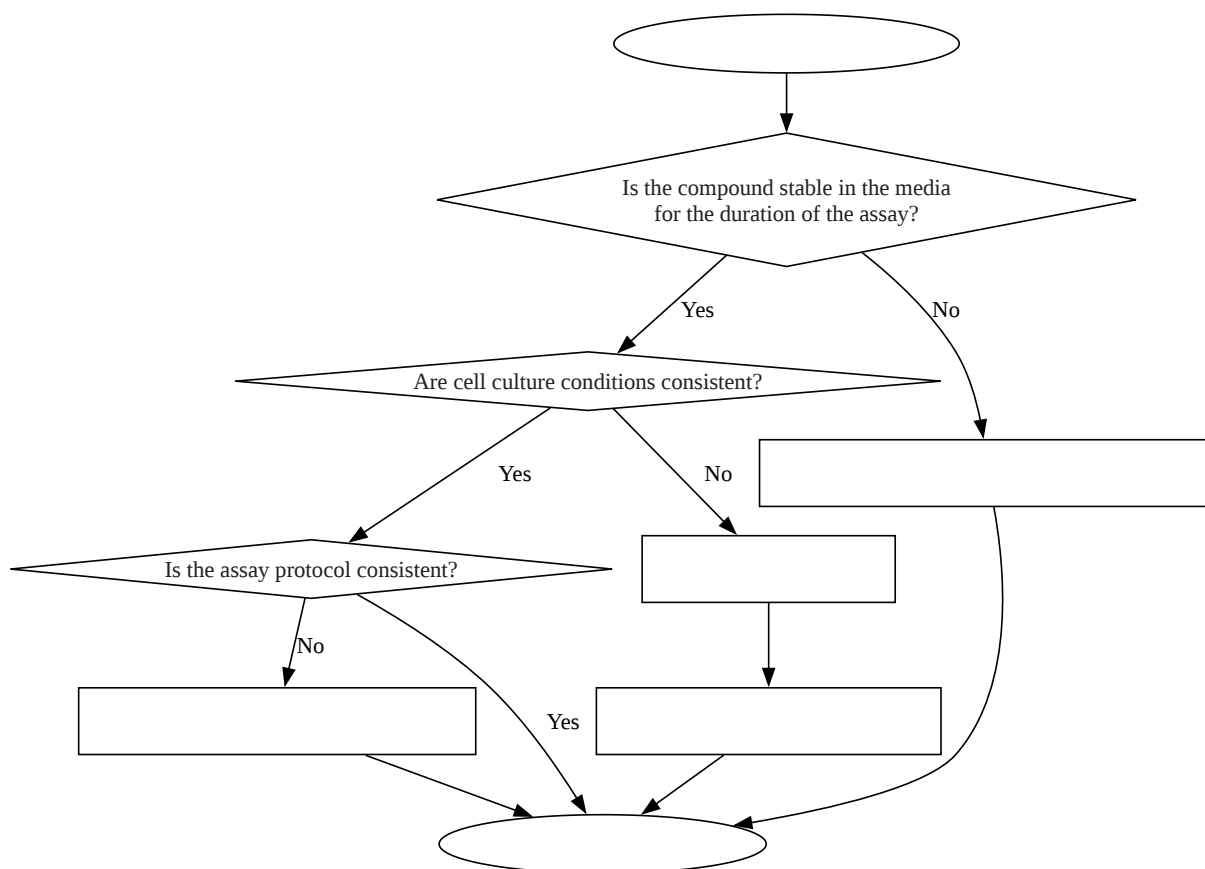 Is the compound stable in the media
for the duration of the assay?
Yes
No
Are cell culture conditions consistent?
Yes
No
Is the assay protocol consistent?
No
Yes